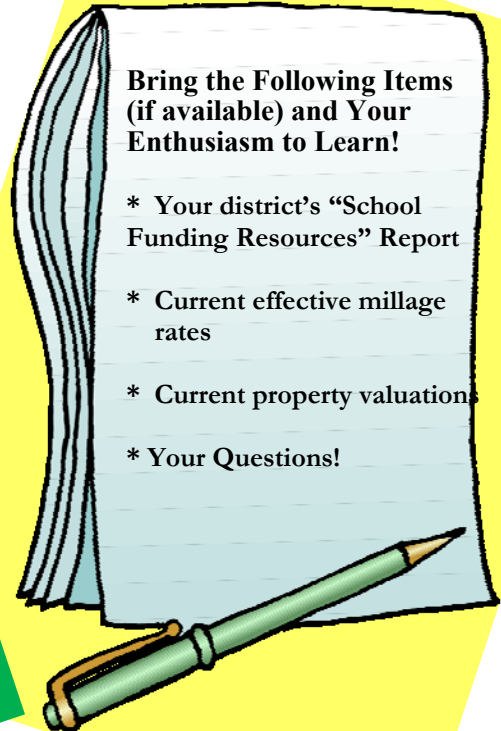 Bring the Following Items
(if available) and Your
Enthusiasm to Learn!
* Your district’s “School
Funding Resources” Report
* Current effective millage
rates
* Current property valuations
* Your Questions!